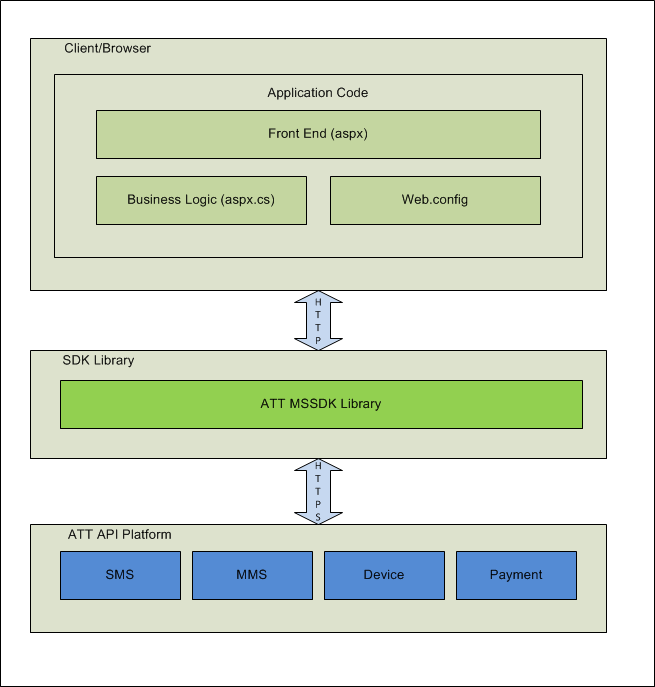 Client/Browser
Application Code
Front End (aspx)
Business Logic (aspx.cs)
Web.config
HTTP
SDK Library
ATT MSSDK Library
HTTPS
ATT API Platform
SMS
MMS
Device
Payment